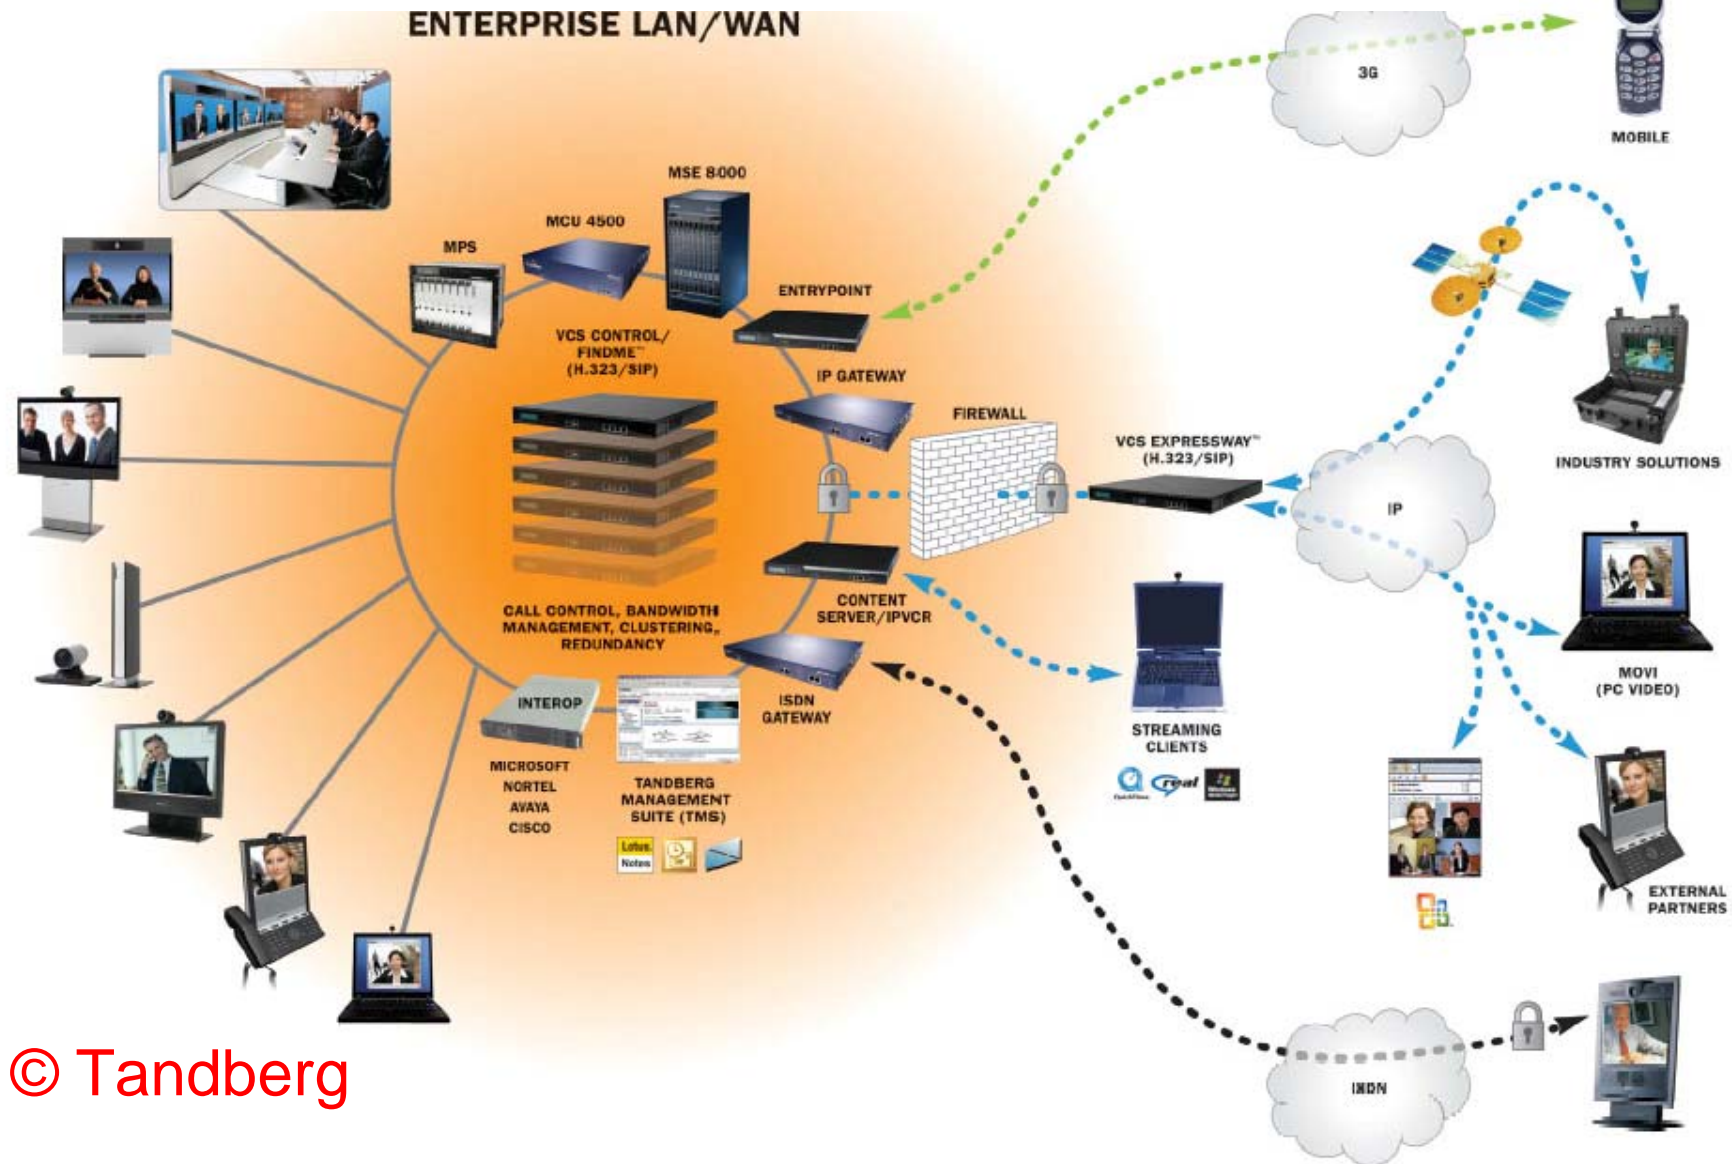 ENTERPRISE LAN/WAN
3G
MOBILE
MSE 8000
MCU 4500
MPS
ENTRYPOINT
VCS CONTROL/
FINDME™
(H.323/SIP)
IP GATEWAY
FIREWALL
VCS EXPRESSWAY™
(H.323/SIP)
INDUSTRY SOLUTIONS
IP
CALL CONTROL, BANDWIDTH
MANAGEMENT, CLUSTERING,
REDUNDANCY
CONTENT
SERVER/IPVCR
MOVI
(PC VIDEO)
INTEROP
ISDN
GATEWAY
STREAMING
CLIENTS
MICROSOFT
NORTEL
AVAYA
CISCO
TANDBERG
MANAGEMENT
SUITE (TMS)
QuickTime
real
Windows
Lotus.
Notes
EXTERNAL
PARTNERS
© Tandberg
ISDN